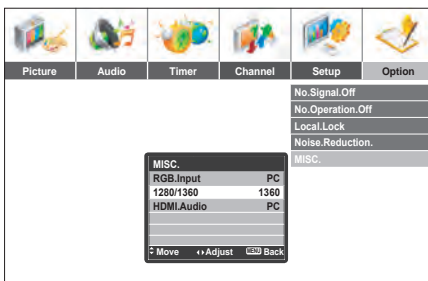 Picture Audio Timer Channel Setup Option
No.Signal.Off
No.Operation.Off
Local.Lock
Noise.Reduction.
MISC.
MISC.
RGB.Input PC
1280/1360 1360
HDMI.Audio PC
Move Adjust MENU Back